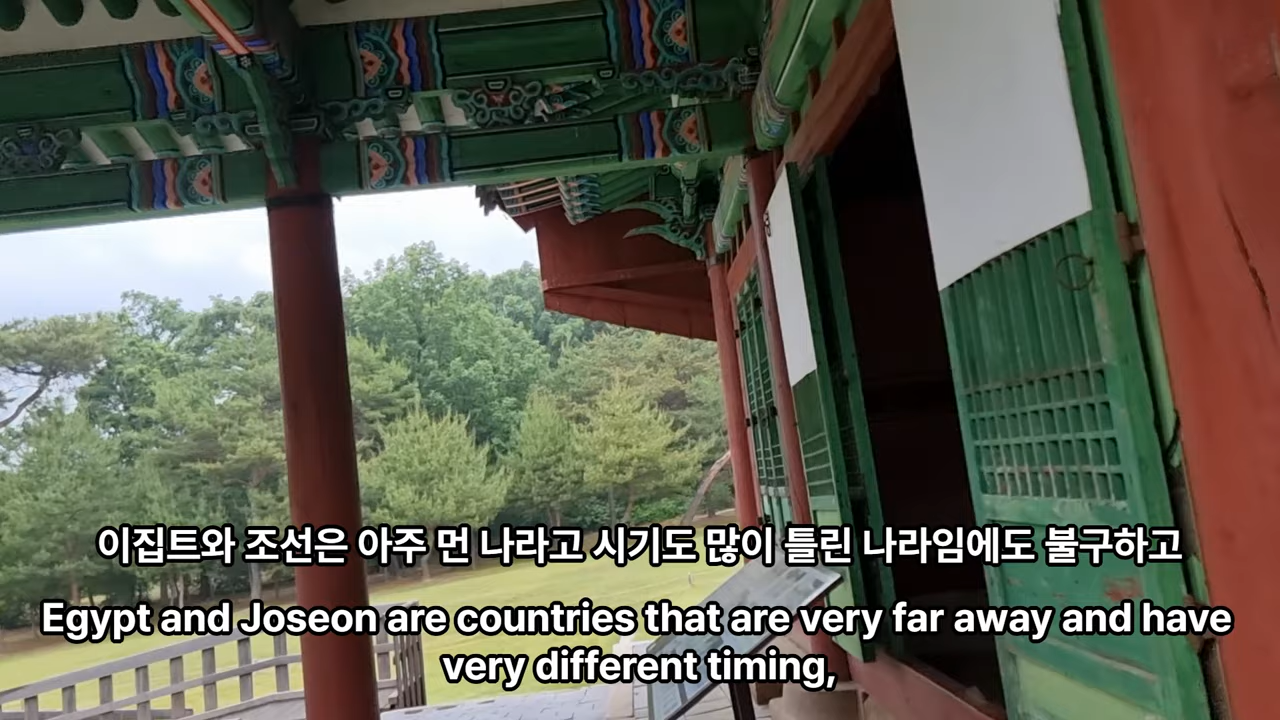 이집트와 조선은 아주 먼 나라고 시기도 많이 틀린 나라임에도 불구하고
Egypt and Joseon are countries that are very far away and have
very different timing,